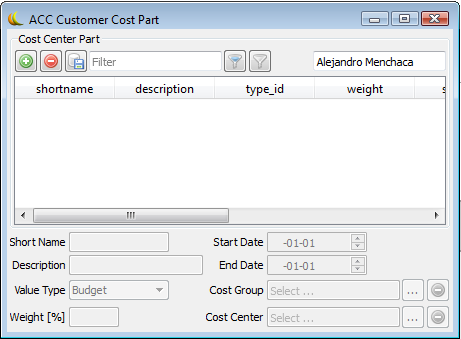 ACC Customer Cost Part
Cost Center Part
Filter Alejandro Menchaca
shortname description type_id weight s
Short Name Start Date -01-01
Description End Date -01-01
Value Type Budget Cost Group Select ... ...
Weight [%] Cost Center Select ... ...